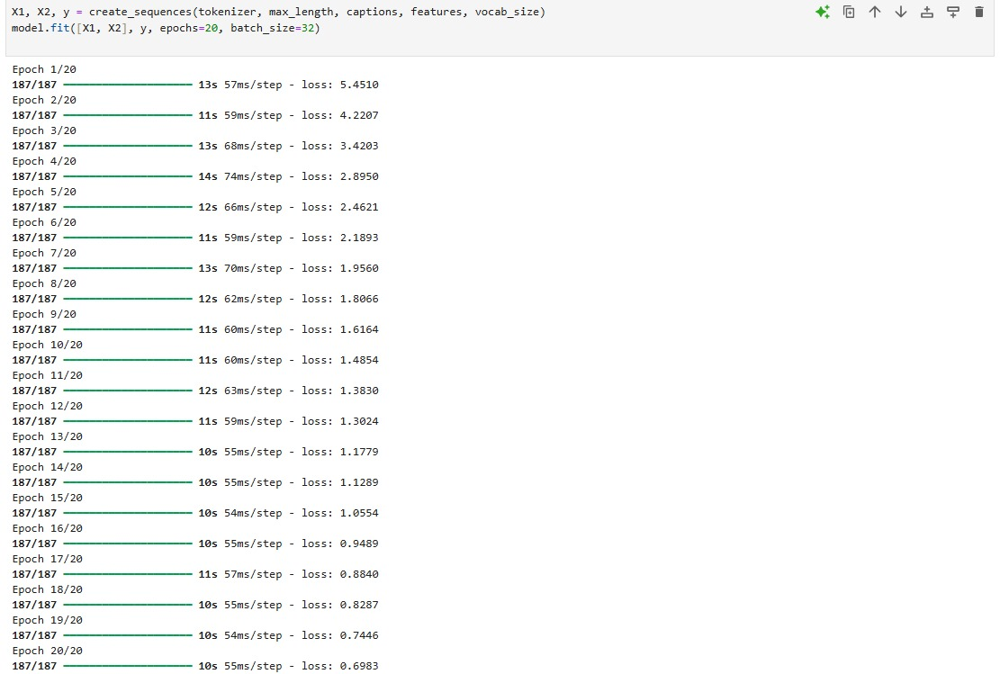 X1, X2, y = create_sequences(tokenizer, max_length, captions, features, vocab_size)
model.fit([X1, X2], y, epochs=20, batch_size=32)
Epoch 1/20
187/187 ━━━━━━━━━━━━━━━━━━━━ 13s 57ms/step - loss: 5.4510
Epoch 2/20
187/187 ━━━━━━━━━━━━━━━━━━━━ 11s 59ms/step - loss: 4.2207
Epoch 3/20
187/187 ━━━━━━━━━━━━━━━━━━━━ 13s 68ms/step - loss: 3.4203
Epoch 4/20
187/187 ━━━━━━━━━━━━━━━━━━━━ 14s 74ms/step - loss: 2.8950
Epoch 5/20
187/187 ━━━━━━━━━━━━━━━━━━━━ 12s 66ms/step - loss: 2.4621
Epoch 6/20
187/187 ━━━━━━━━━━━━━━━━━━━━ 11s 59ms/step - loss: 2.1893
Epoch 7/20
187/187 ━━━━━━━━━━━━━━━━━━━━ 13s 70ms/step - loss: 1.9560
Epoch 8/20
187/187 ━━━━━━━━━━━━━━━━━━━━ 12s 62ms/step - loss: 1.8066
Epoch 9/20
187/187 ━━━━━━━━━━━━━━━━━━━━ 11s 60ms/step - loss: 1.6164
Epoch 10/20
187/187 ━━━━━━━━━━━━━━━━━━━━ 11s 60ms/step - loss: 1.4854
Epoch 11/20
187/187 ━━━━━━━━━━━━━━━━━━━━ 12s 63ms/step - loss: 1.3830
Epoch 12/20
187/187 ━━━━━━━━━━━━━━━━━━━━ 11s 59ms/step - loss: 1.3024
Epoch 13/20
187/187 ━━━━━━━━━━━━━━━━━━━━ 10s 55ms/step - loss: 1.1779
Epoch 14/20
187/187 ━━━━━━━━━━━━━━━━━━━━ 10s 55ms/step - loss: 1.1289
Epoch 15/20
187/187 ━━━━━━━━━━━━━━━━━━━━ 10s 54ms/step - loss: 1.0554
Epoch 16/20
187/187 ━━━━━━━━━━━━━━━━━━━━ 10s 55ms/step - loss: 0.9489
Epoch 17/20
187/187 ━━━━━━━━━━━━━━━━━━━━ 11s 57ms/step - loss: 0.8840
Epoch 18/20
187/187 ━━━━━━━━━━━━━━━━━━━━ 10s 55ms/step - loss: 0.8287
Epoch 19/20
187/187 ━━━━━━━━━━━━━━━━━━━━ 10s 54ms/step - loss: 0.7446
Epoch 20/20
187/187 ━━━━━━━━━━━━━━━━━━━━ 10s 55ms/step - loss: 0.6983